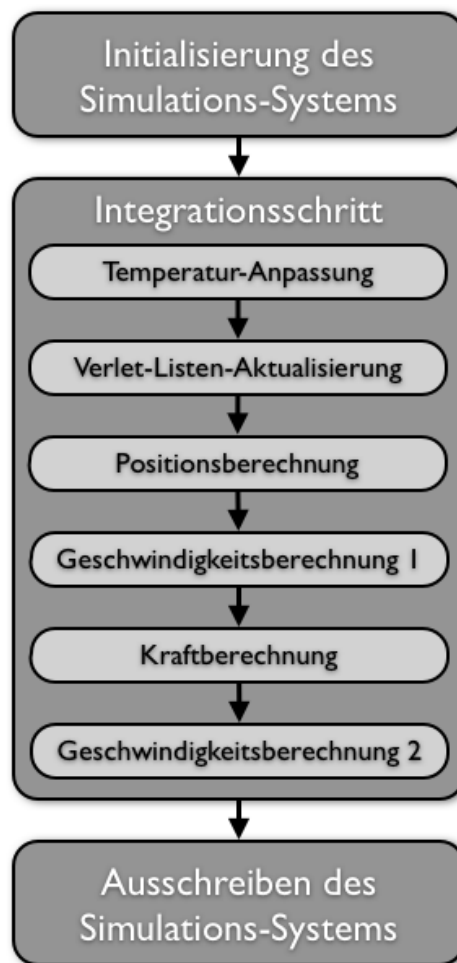 Initialisierung des
Simulations-Systems
Integrationsschritt
Temperatur-Anpassung
Verlet-Listen-Aktualisierung
Positionsberechnung
Geschwindigkeitsberechnung 1
Kraftberechnung
Geschwindigkeitsberechnung 2
Ausschreiben des
Simulations-Systems